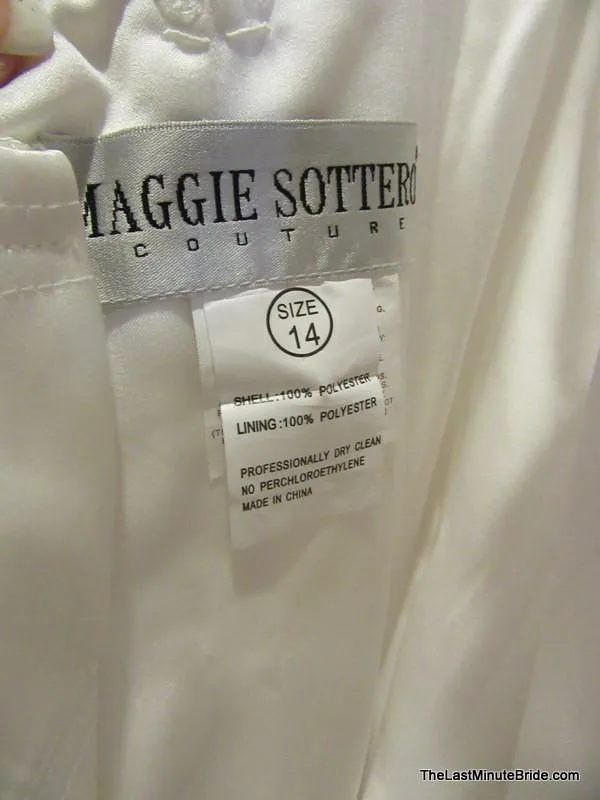 MAGGIE SOTTERO
COUTURE
SIZE
14
SHELL:100% POLYESTER
LINING:100% POLYESTER
PROFESSIONALLY DRY CLEAN
NO PERCHLOROETHYLENE
MADE IN CHINA
TheLastMinuteBride.com